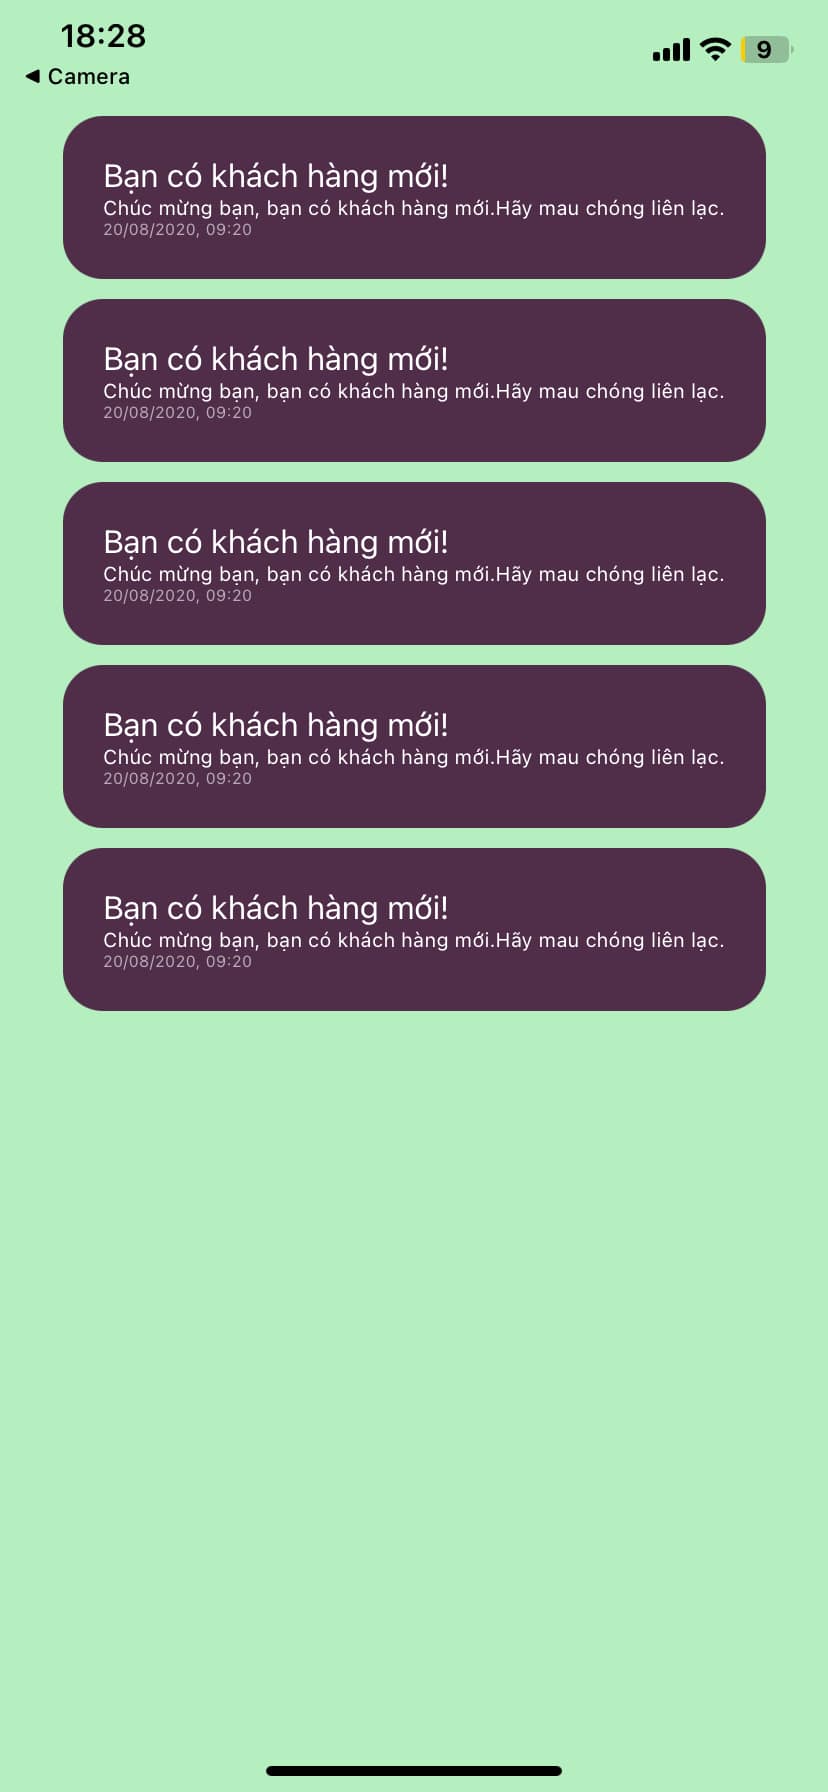 18:28
9
◀ Camera
Bạn có khách hàng mới!
Chúc mừng bạn, bạn có khách hàng mới.Hãy mau chóng liên lạc.
20/08/2020, 09:20
Bạn có khách hàng mới!
Chúc mừng bạn, bạn có khách hàng mới.Hãy mau chóng liên lạc.
20/08/2020, 09:20
Bạn có khách hàng mới!
Chúc mừng bạn, bạn có khách hàng mới.Hãy mau chóng liên lạc.
20/08/2020, 09:20
Bạn có khách hàng mới!
Chúc mừng bạn, bạn có khách hàng mới.Hãy mau chóng liên lạc.
20/08/2020, 09:20
Bạn có khách hàng mới!
Chúc mừng bạn, bạn có khách hàng mới.Hãy mau chóng liên lạc.
20/08/2020, 09:20